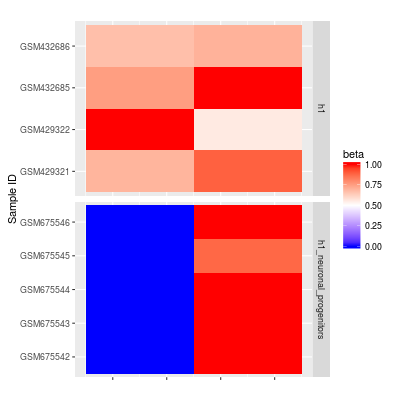 GSM432686
GSM432685
GSM429322
GSM429321
h1
GSM675546
GSM675545
GSM675544
GSM675543
GSM675542
h1_neuronal_progenitors
Sample ID
beta
1.00
0.75
0.50
0.25
0.00